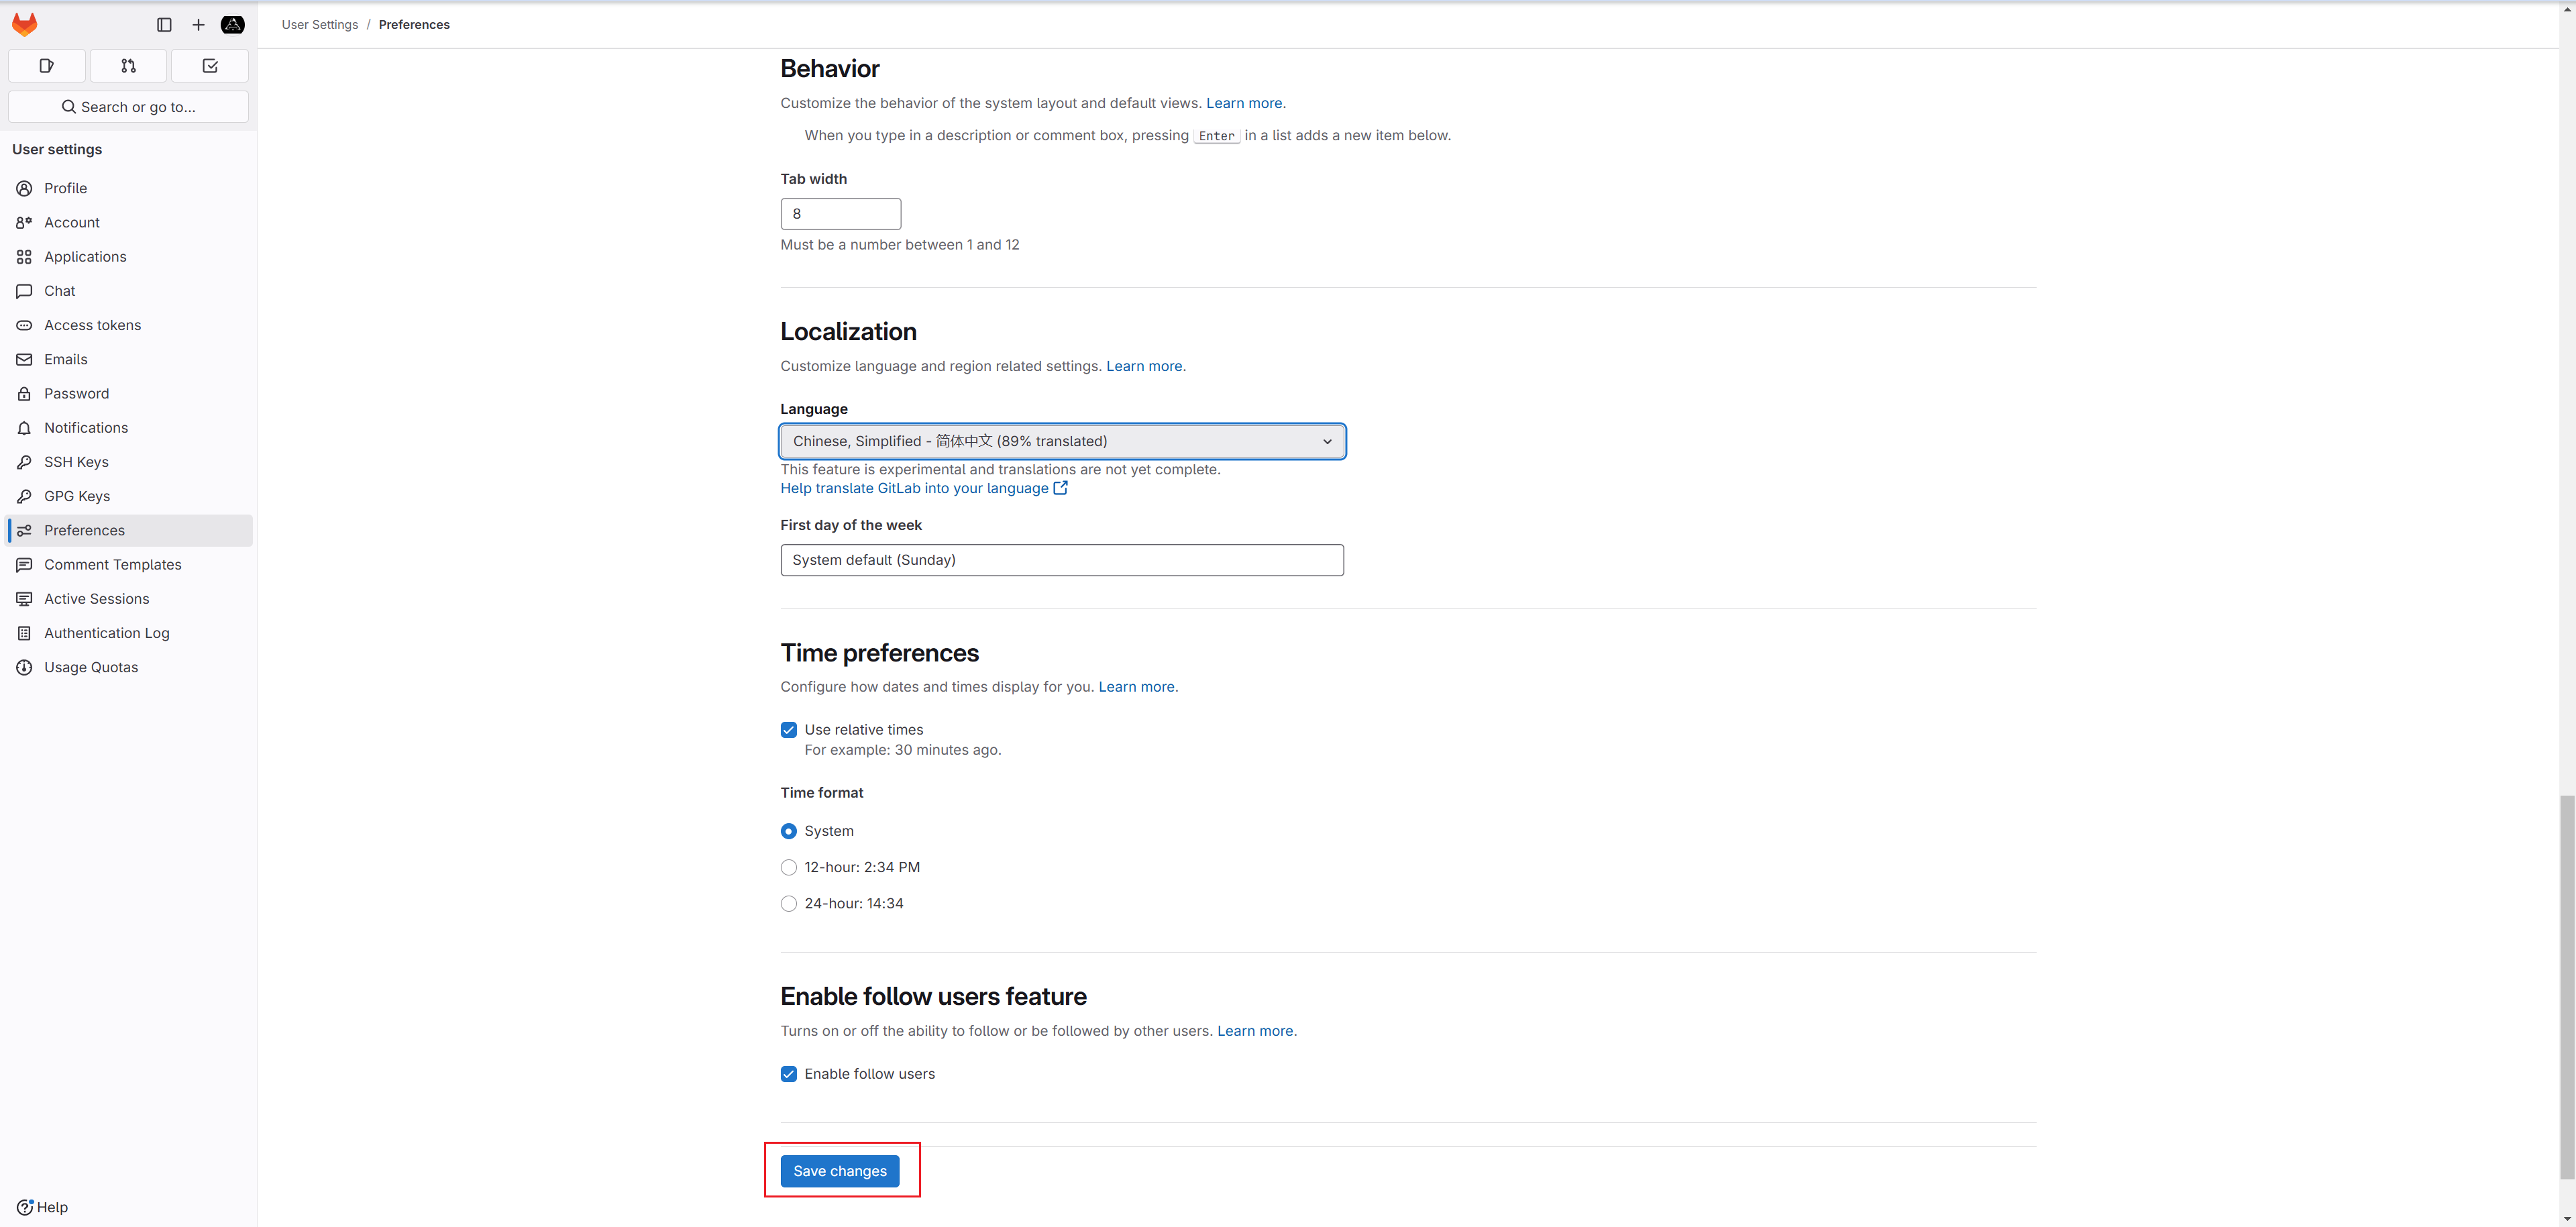 User Settings / Preferences
Search or go to...
User settings
Profile
Account
Applications
Chat
Access tokens
Emails
Password
Notifications
SSH Keys
GPG Keys
Preferences
Comment Templates
Active Sessions
Authentication Log
Usage Quotas
Help
Behavior
Customize the behavior of the system layout and default views. Learn more.
When you type in a description or comment box, pressing Enter in a list adds a new item below.
Tab width
8
Must be a number between 1 and 12
Localization
Customize language and region related settings. Learn more.
Language
Chinese, Simplified - 简体中文 (89% translated)
This feature is experimental and translations are not yet complete.
Help translate GitLab into your language
First day of the week
System default (Sunday)
Time preferences
Configure how dates and times display for you. Learn more.
Use relative times
For example: 30 minutes ago.
Time format
System
12-hour: 2:34 PM
24-hour: 14:34
Enable follow users feature
Turns on or off the ability to follow or be followed by other users. Learn more.
Enable follow users
Save changes